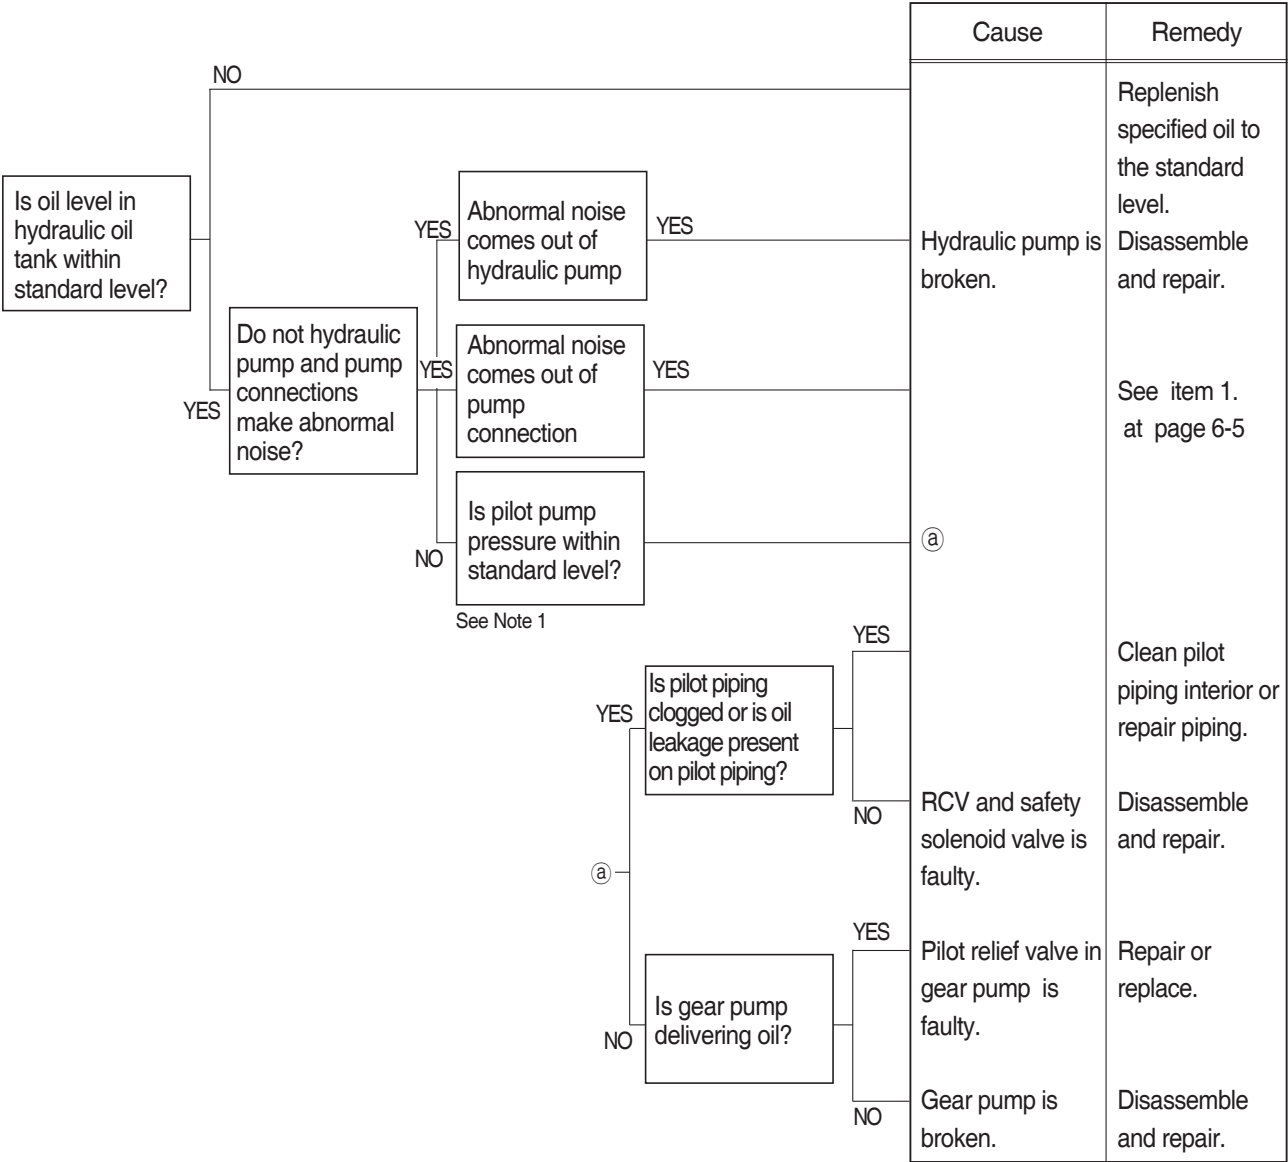 Cause
Remedy
NO
Replenish
specified oil to
the standard
level.
Is oil level in
hydraulic oil
tank within
standard level?
YES
Abnormal noise
comes out of
hydraulic pump
YES
Hydraulic pump is
broken.
Disassemble
and repair.
YES
Do not hydraulic
pump and pump
connections
make abnormal
noise?
YES
Abnormal noise
comes out of
pump
connection
YES
See item 1.
at page 6-5
NO
Is pilot pump
pressure within
standard level?
ⓐ
See Note 1
ⓐ
YES
Is pilot piping
clogged or is oil
leakage present
on pilot piping?
YES
Clean pilot
piping interior or
repair piping.
NO
RCV and safety
solenoid valve is
faulty.
Disassemble
and repair.
NO
Is gear pump
delivering oil?
YES
Pilot relief valve in
gear pump is
faulty.
Repair or
replace.
NO
Gear pump is
broken.
Disassemble
and repair.